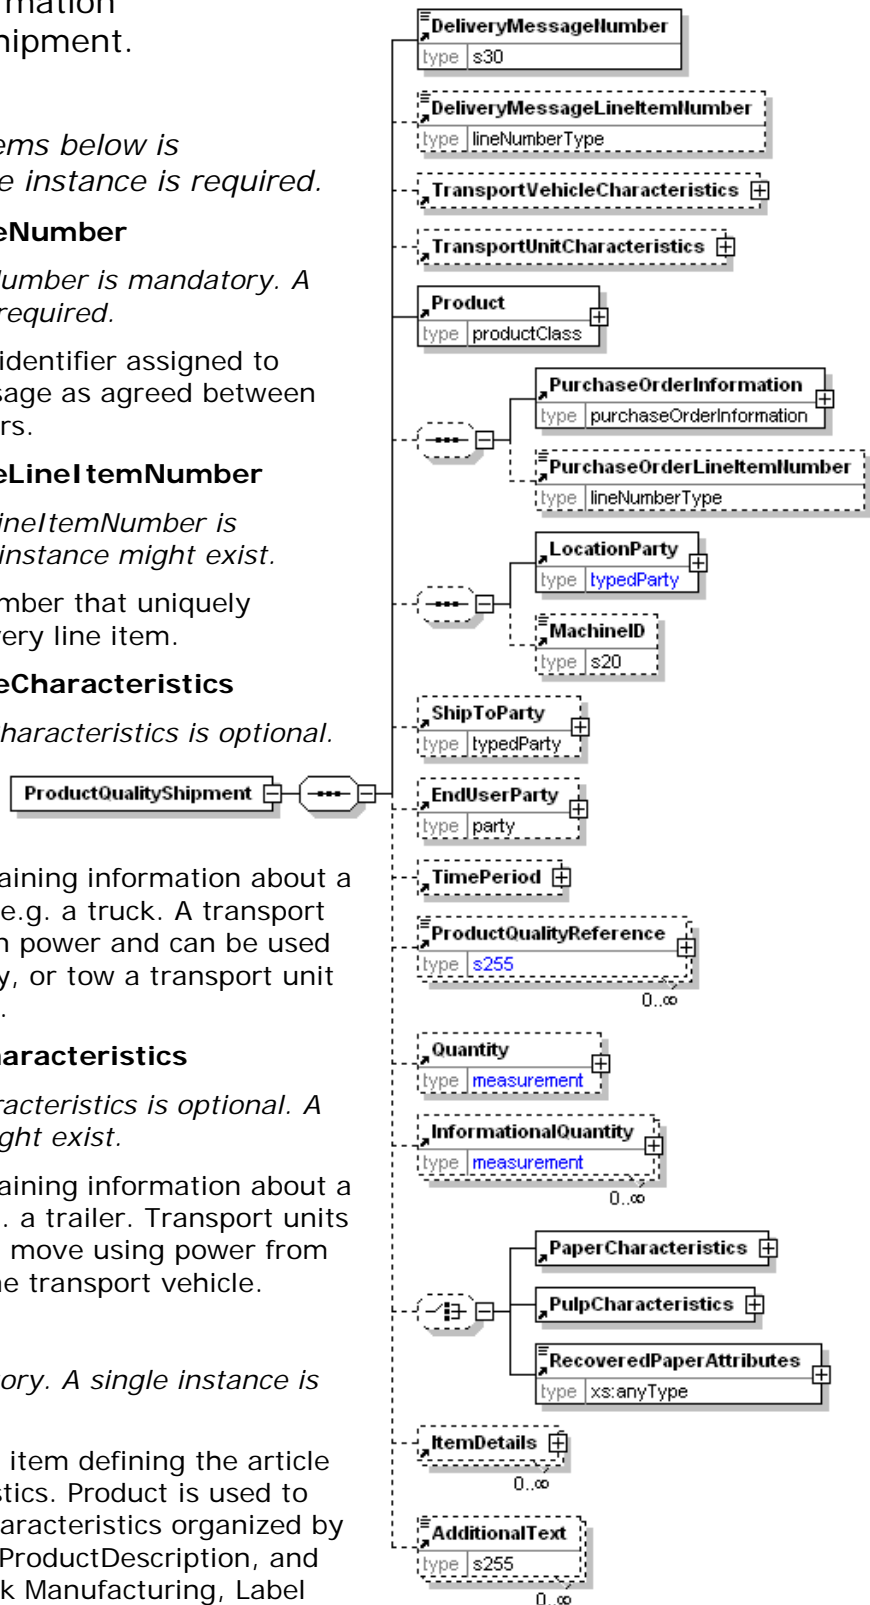 rmation
hipment.
ems below is
e instance is required.
eNumber
Number is mandatory. A
required.
identifier assigned to
sage as agreed between
rs.
eLineItemNumber
ineItemNumber is
instance might exist.
mber that uniquely
very line item.
eCharacteristics
Characteristics is optional.
aining information about a
e.g. a truck. A transport
n power and can be used
y, or tow a transport unit
.
haracteristics
racteristics is optional. A
ght exist.
aining information about a
. a trailer. Transport units
move using power from
he transport vehicle.
ory. A single instance is
item defining the article
stics. Product is used to
haracteristics organized by
ProductDescription, and
k Manufacturing, Label
ProductQualityShipment
DeliveryMessageNumber
type s30
DeliveryMessageLineItemNumber
type lineNumberType
TransportVehicleCharacteristics
TransportUnitCharacteristics
Product
type productClass
PurchaseOrderInformation
type purchaseOrderInformation
PurchaseOrderLineItemNumber
type lineNumberType
LocationParty
type typedParty
MachineID
type s20
ShipToParty
type typedParty
EndUserParty
type party
TimePeriod
ProductQualityReference
type s255
0..∞
Quantity
type measurement
InformationalQuantity
type measurement
0..∞
PaperCharacteristics
PulpCharacteristics
RecoveredPaperAttributes
type xs:anyType
ItemDetails
0..∞
AdditionalText
type s255
0..∞